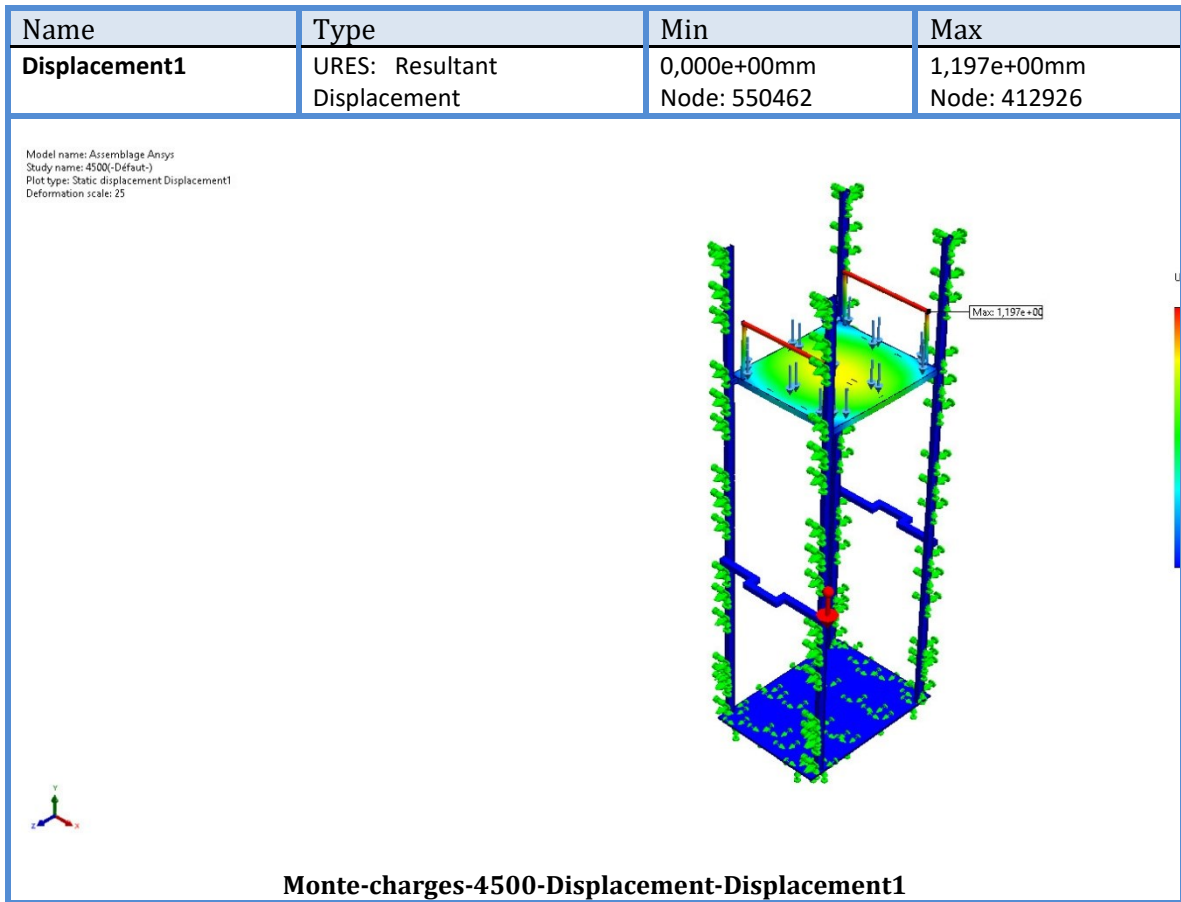 Name Type Min Max
Displacement1 URES: Resultant Displacement 0,000e+00mm Node: 550462 1,197e+00mm Node: 412926
Model name: Assemblage Ansys
Study name: 4500(-Défaut-)
Plot type: Static displacement Displacement1
Deformation scale: 25
U
Max: 1,197e+00
Y
Z X
Monte-charges-4500-Displacement-Displacement1